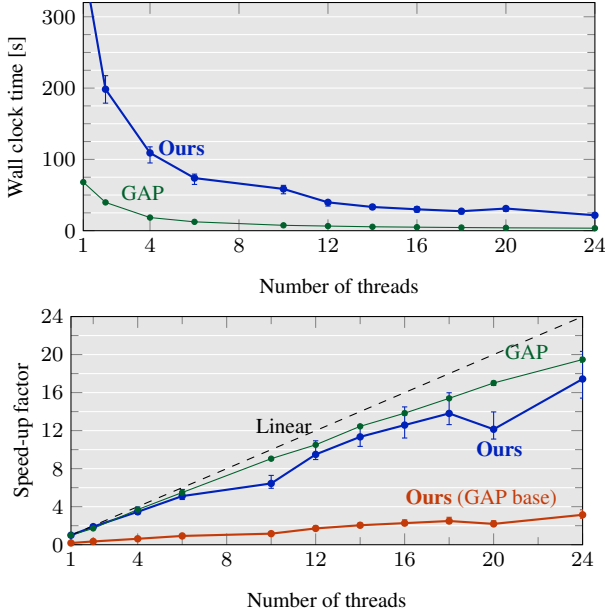 300
200
100
0
Wall clock time [s]
Ours
GAP
1 4 8 12 16 20 24
Number of threads
24
20
16
12
8
4
0
Speed-up factor
GAP
Linear
Ours
Ours (GAP base)
1 4 8 12 16 20 24
Number of threads